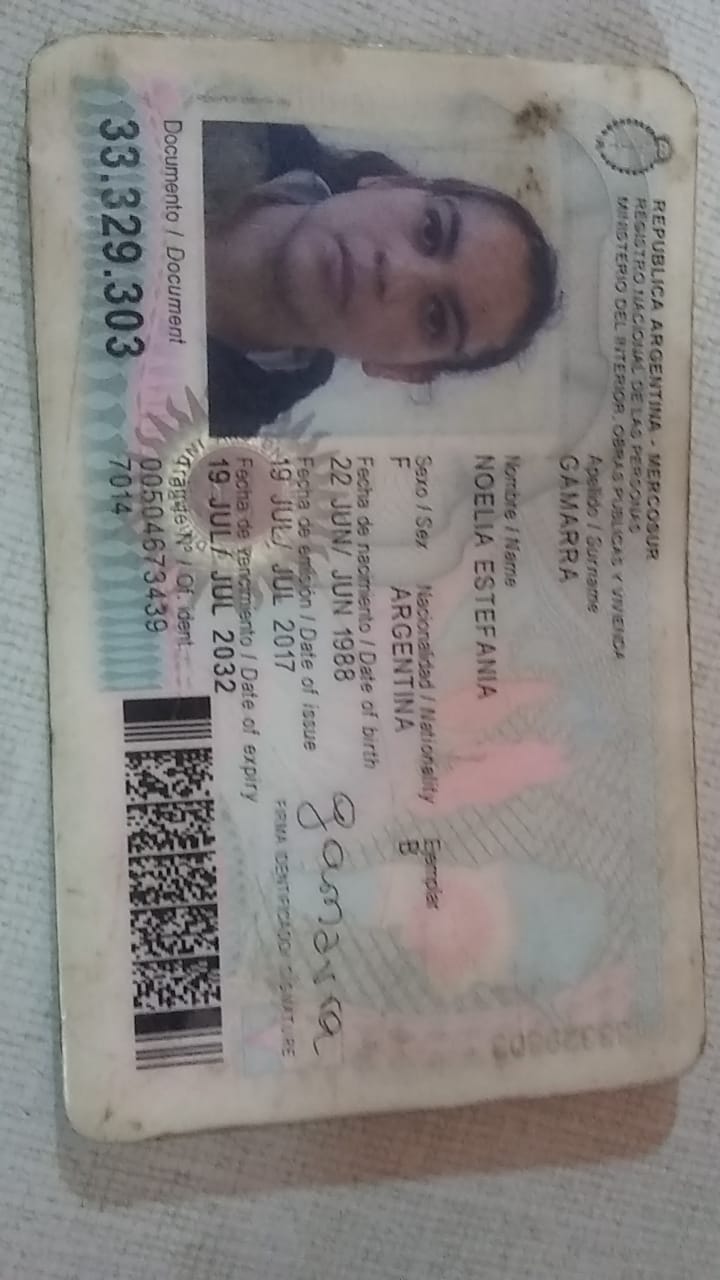 REPUBLICA ARGENTINA - MERCOSUR
REGISTRO NACIONAL DE LAS PERSONAS
MINISTERIO DEL INTERIOR, OBRAS PUBLICAS Y VIVIENDA
Apellido / Surname
GAMARRA
Nombre / Name
NOELIA ESTEFANIA
Sexo / Sex Nacionalidad / Nationality Ejemplar
F ARGENTINA B
Fecha de nacimiento / Date of birth
22 JUN/ JUN 1988
Fecha de emisión / Date of issue
19 JUL/ JUL 2017
Fecha de vencimiento / Date of expiry
19 JUL/ JUL 2032
gamarra
FIRMA IDENTIFICADO / SIGNATURE
Documento / Document
33.329.303
Trámite Nº / Of. ident.
00504673439
7014
33329303